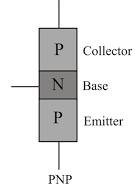 P Collector
N Base
P Emitter
PNP